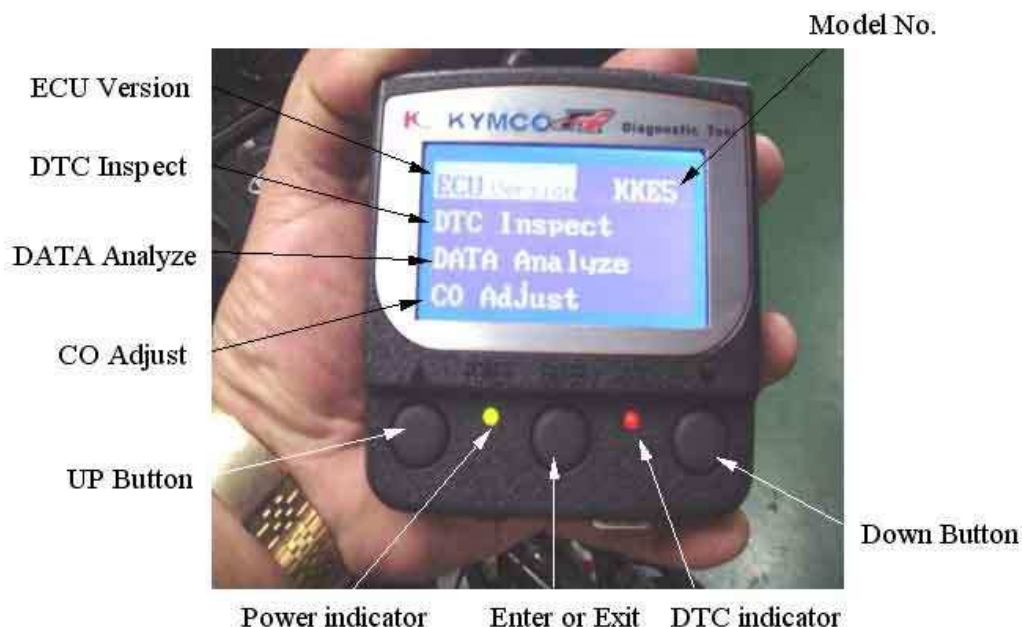 Model No.
ECU Version
K KYMCO Diagnostic Tool
DTC Inspect
ECU Version KKE5
DTC Inspect
DATA Analyze
DATA Analyze
CO Adjust
CO Adjust
UP Button
Down Button
Power indicator
Enter or Exit
DTC indicator